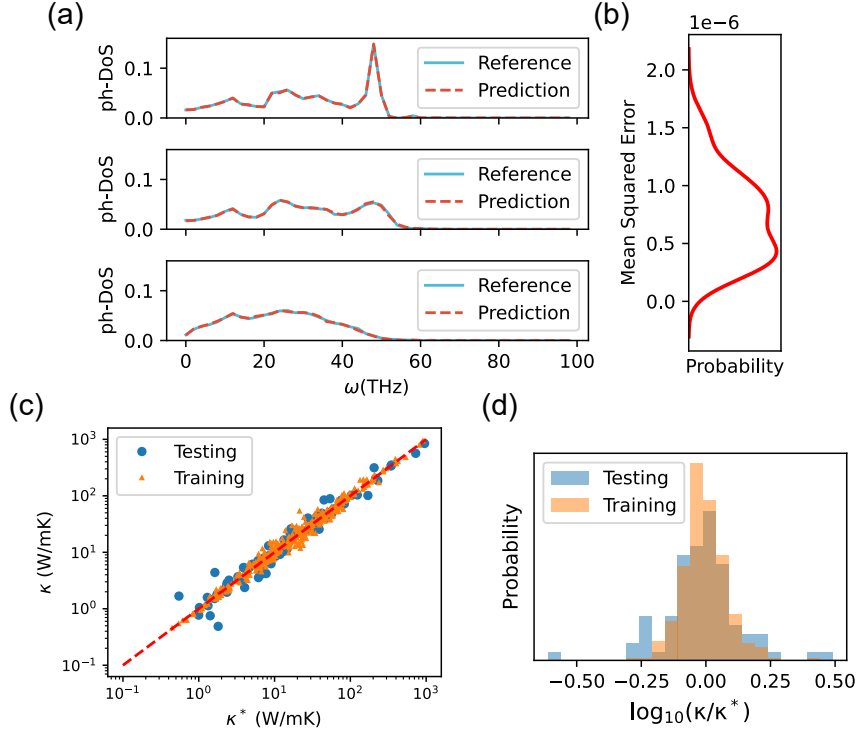 (a)
ph-DoS
0.1
0.0
Reference
Prediction
ph-DoS
0.1
0.0
Reference
Prediction
ph-DoS
0.1
0.0
Reference
Prediction
0 20 40 60 80 100
ω(THz)
(b)
1e−6
Mean Squared Error
2.0
1.5
1.0
0.5
0.0
Probability
(c)
κ (W/mK)
10³
10²
10¹
10⁰
10⁻¹
Testing
Training
10⁻¹ 10⁰ 10¹ 10² 10³
κ* (W/mK)
(d)
Probability
Testing
Training
−0.50 −0.25 0.00 0.25 0.50
log₁₀(κ/κ*)